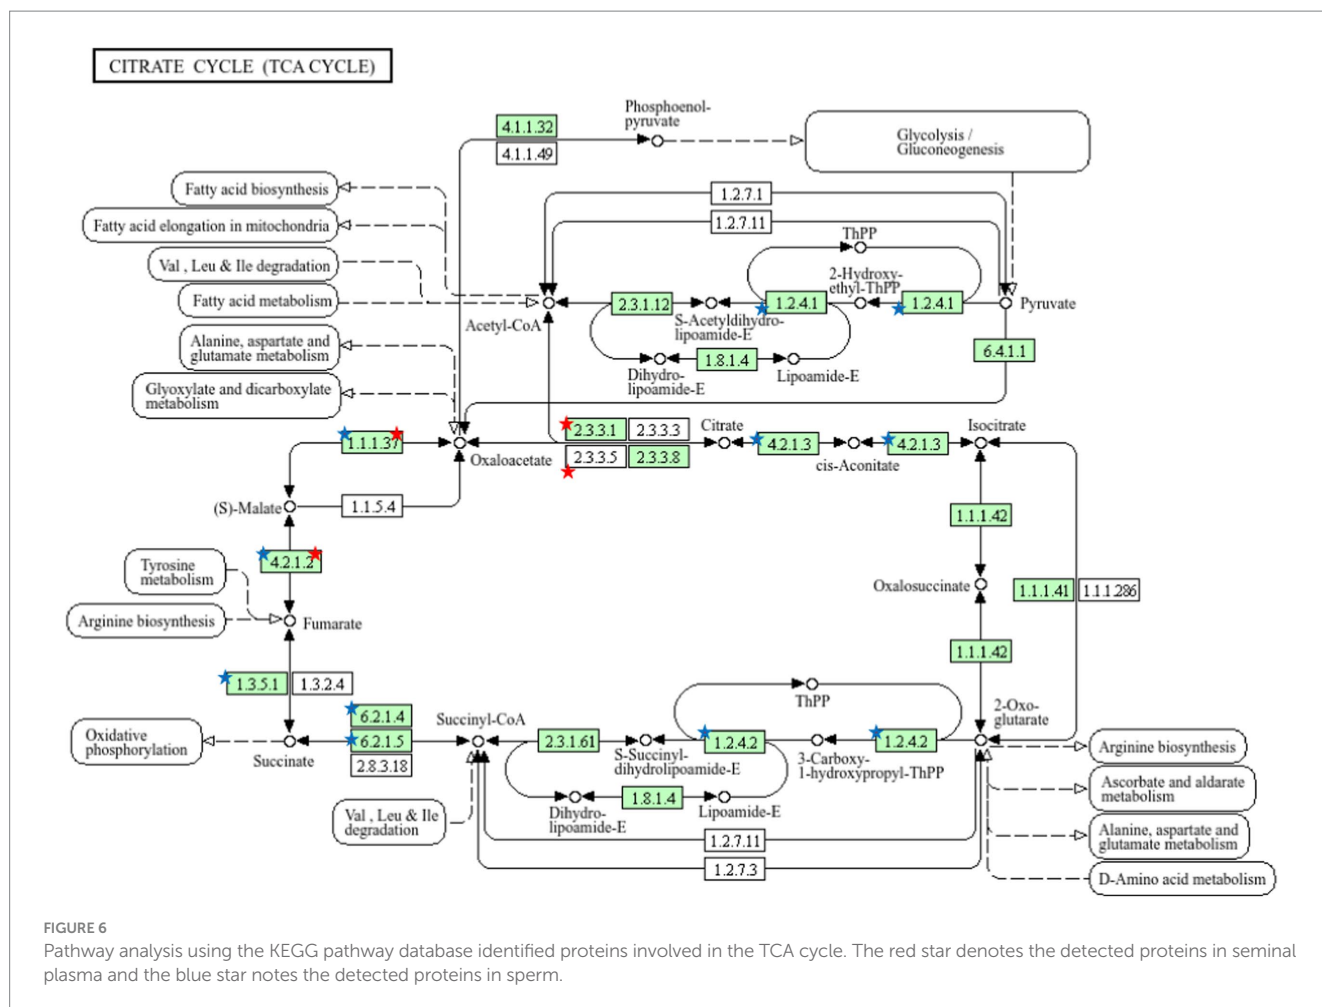 CITRATE CYCLE (TCA CYCLE)
Phosphoenol-
pyruvate
4.1.1.32
4.1.1.49
Glycolysis /
Gluconeogenesis
Fatty acid biosynthesis
Fatty acid elongation in mitochondria
Val , Leu & Ile degradation
Fatty acid metabolism
Alanine, aspartate and
glutamate metabolism
Glyoxylate and dicarboxylate
metabolism
1.2.7.1
1.2.7.11
ThPP
2-Hydroxy-
ethyl-ThPP
Acetyl-CoA
2.3.1.12
S-Acetyldihydro-
lipoamide-E
1.2.4.1
1.2.4.1
Pyruvate
Dihydro-
lipoamide-E
1.8.1.4
Lipoamide-E
6.4.1.1
1.1.1.37
Oxaloacetate
2.3.3.1
2.3.3.3
2.3.3.5
2.3.3.8
Citrate
4.2.1.3
cis-Aconitate
4.2.1.3
Isocitrate
(S)-Malate
1.1.5.4
1.1.1.42
4.2.1.2
Tyrosine
metabolism
Arginine biosynthesis
Fumarate
Oxalosuccinate
1.1.1.41
1.1.1.286
1.1.1.42
1.3.5.1
1.3.2.4
Oxidative
phosphorylation
Succinate
6.2.1.4
6.2.1.5
2.8.3.18
Succinyl-CoA
2.3.1.61
S-Succinyl-
dihydrolipoamide-E
ThPP
1.2.4.2
3-Carboxy-
1-hydroxypropyl-ThPP
1.2.4.2
2-Oxo-
glutarate
Val , Leu & Ile
degradation
Dihydro-
lipoamide-E
1.8.1.4
Lipoamide-E
1.2.7.11
1.2.7.3
Arginine biosynthesis
Ascorbate and aldarate
metabolism
Alanine, aspartate and
glutamate metabolism
D-Amino acid metabolism
FIGURE 6
Pathway analysis using the KEGG pathway database identified proteins involved in the TCA cycle. The red star denotes the detected proteins in seminal
plasma and the blue star notes the detected proteins in sperm.